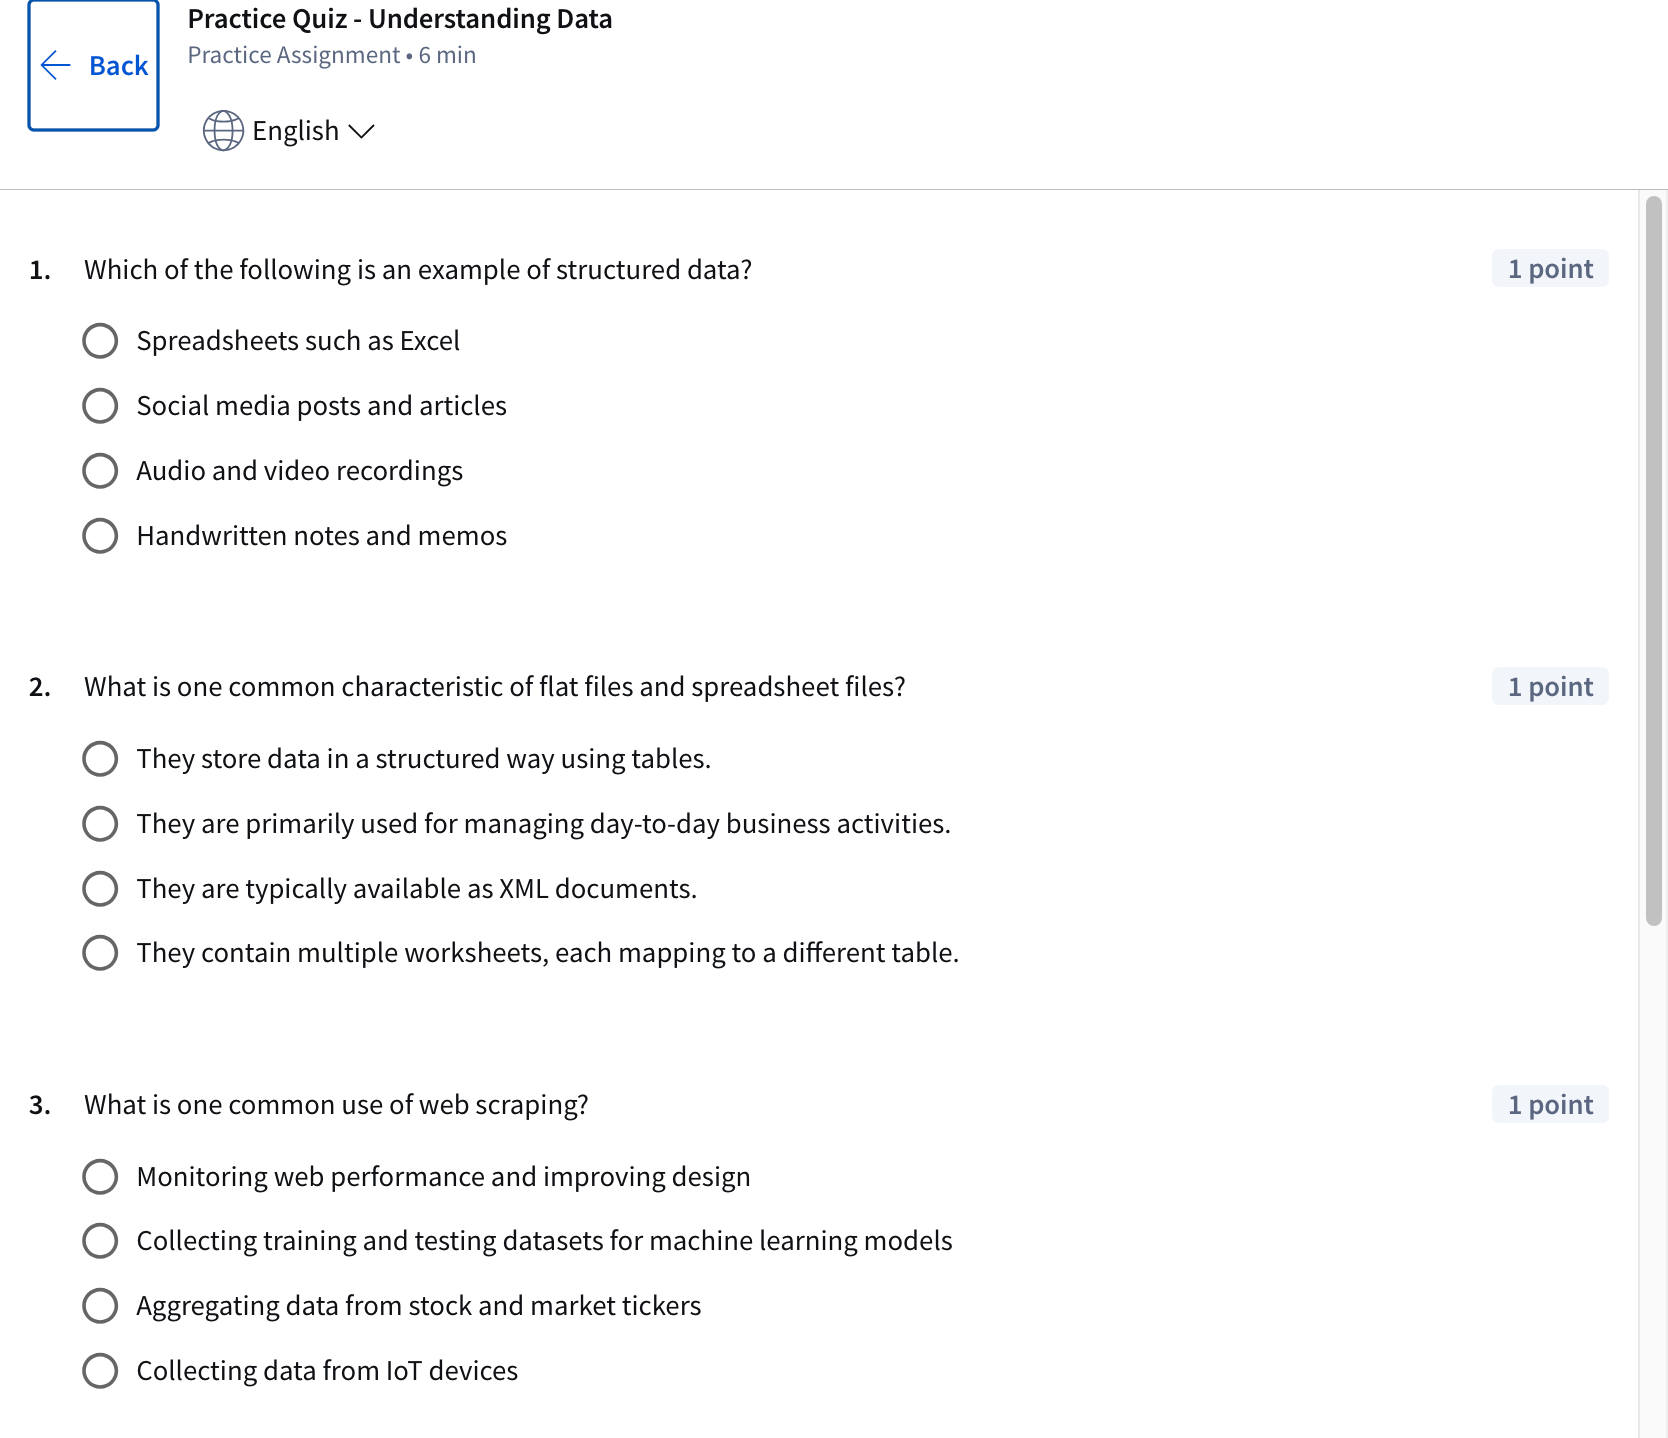 Back
Practice Quiz - Understanding Data
Practice Assignment • 6 min
English
1. Which of the following is an example of structured data? 1 point
Spreadsheets such as Excel
Social media posts and articles
Audio and video recordings
Handwritten notes and memos
2. What is one common characteristic of flat files and spreadsheet files? 1 point
They store data in a structured way using tables.
They are primarily used for managing day-to-day business activities.
They are typically available as XML documents.
They contain multiple worksheets, each mapping to a different table.
3. What is one common use of web scraping? 1 point
Monitoring web performance and improving design
Collecting training and testing datasets for machine learning models
Aggregating data from stock and market tickers
Collecting data from IoT devices